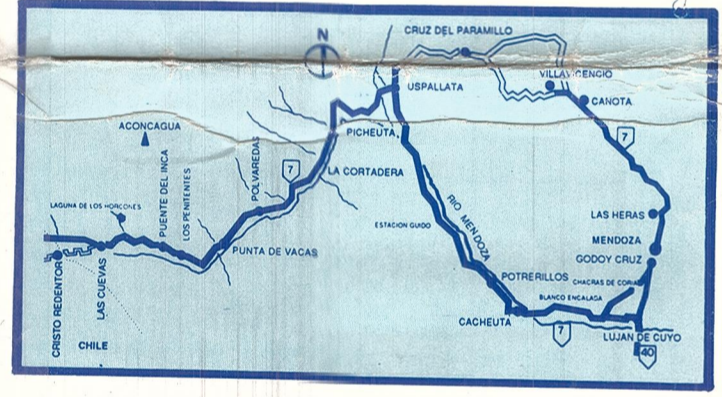 N
CRUZ DEL PARAMILLO
USPALLATA
VILLAVICENCIO
CANOTA
ACONCAGUA
PICHEUTA
7
7
PUENTE DEL INCA
LOS PENITENTES
POLVAREDAS
LA CORTADERA
LAGUNA DE LOS HORCONES
RIO MENDOZA
ESTACION GUIDO
LAS HERAS
MENDOZA
GODOY CRUZ
PUNTA DE VACAS
POTRERILLOS
CHACRAS DE CORIA
BLANCO ENCALADA
CRISTO REDENTOR
LAS CUEVAS
CACHEUTA
7
LUJAN DE CUYO
CHILE
40